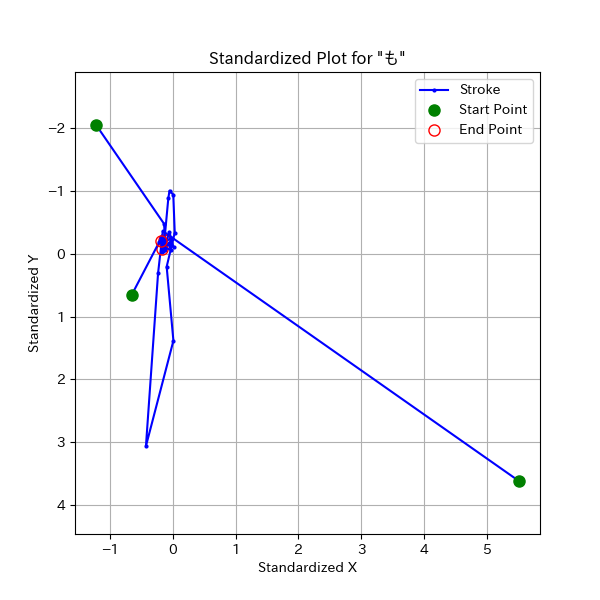 Standardized Plot for "も"
Stroke
Start Point
End Point
−2
−1
0
1
2
3
4
Standardized Y
−1
0
1
2
3
4
5
Standardized X